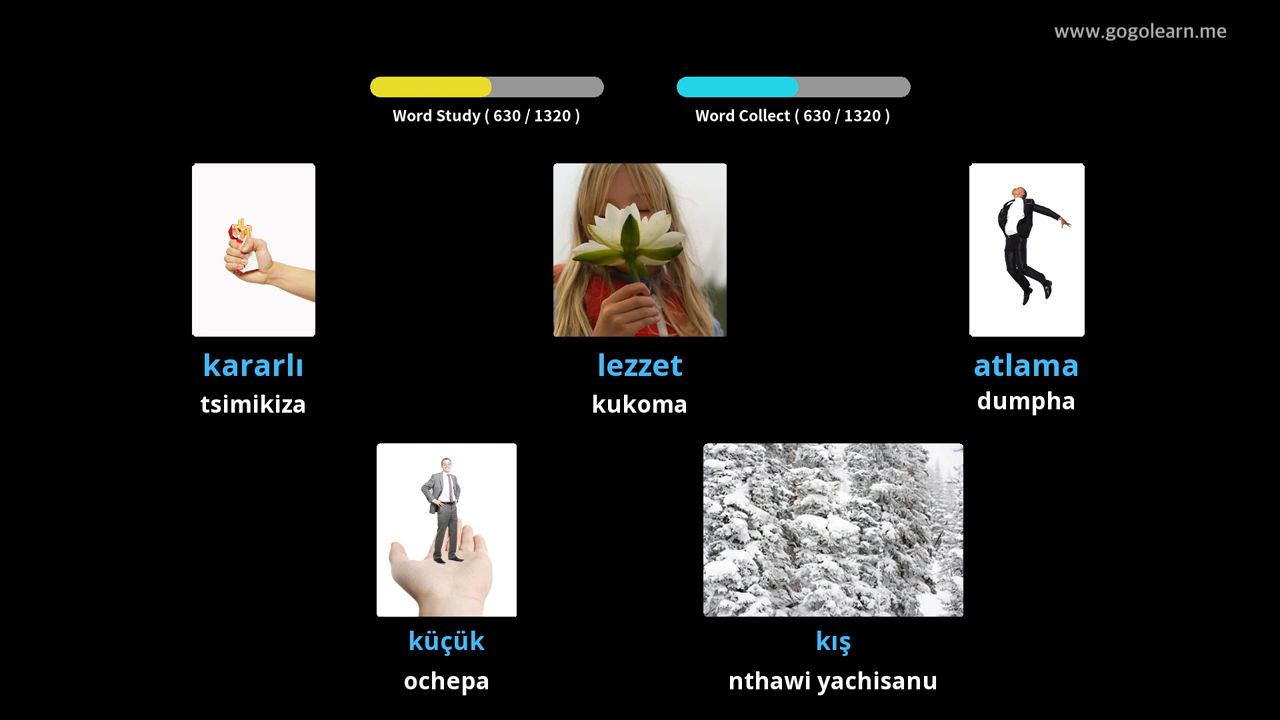 www.gogolearn.me
Word Study ( 630 / 1320 )
Word Collect ( 630 / 1320 )
kararlı
tsimikiza
lezzet
kukoma
atlama
dumpha
küçük
ochepa
kış
nthawi yachisanu